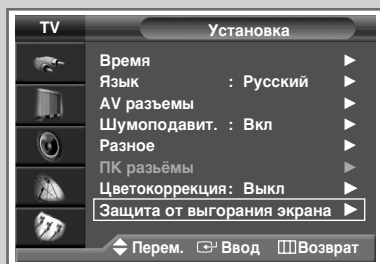 TV
Установка
Время
Язык : Русский
AV разъемы
Шумоподавит. : Вкл
Разное
ПК разьёмы
Цветокоррекция: Выкл
Защита от выгорания экрана
Перем. Ввод Возврат